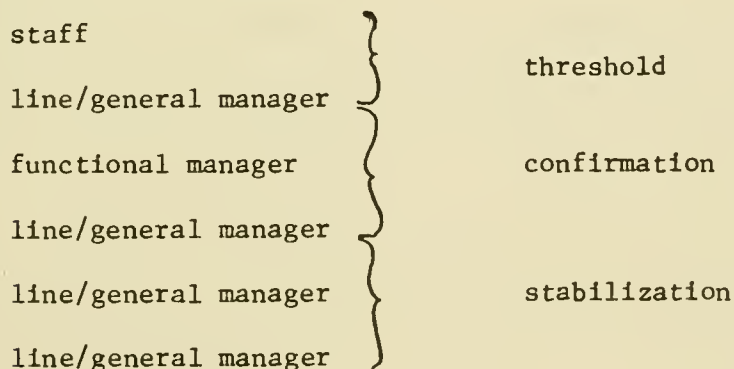 staff
threshold
line/general manager
functional manager confirmation
line/general manager
line/general manager stabilization
line/general manager